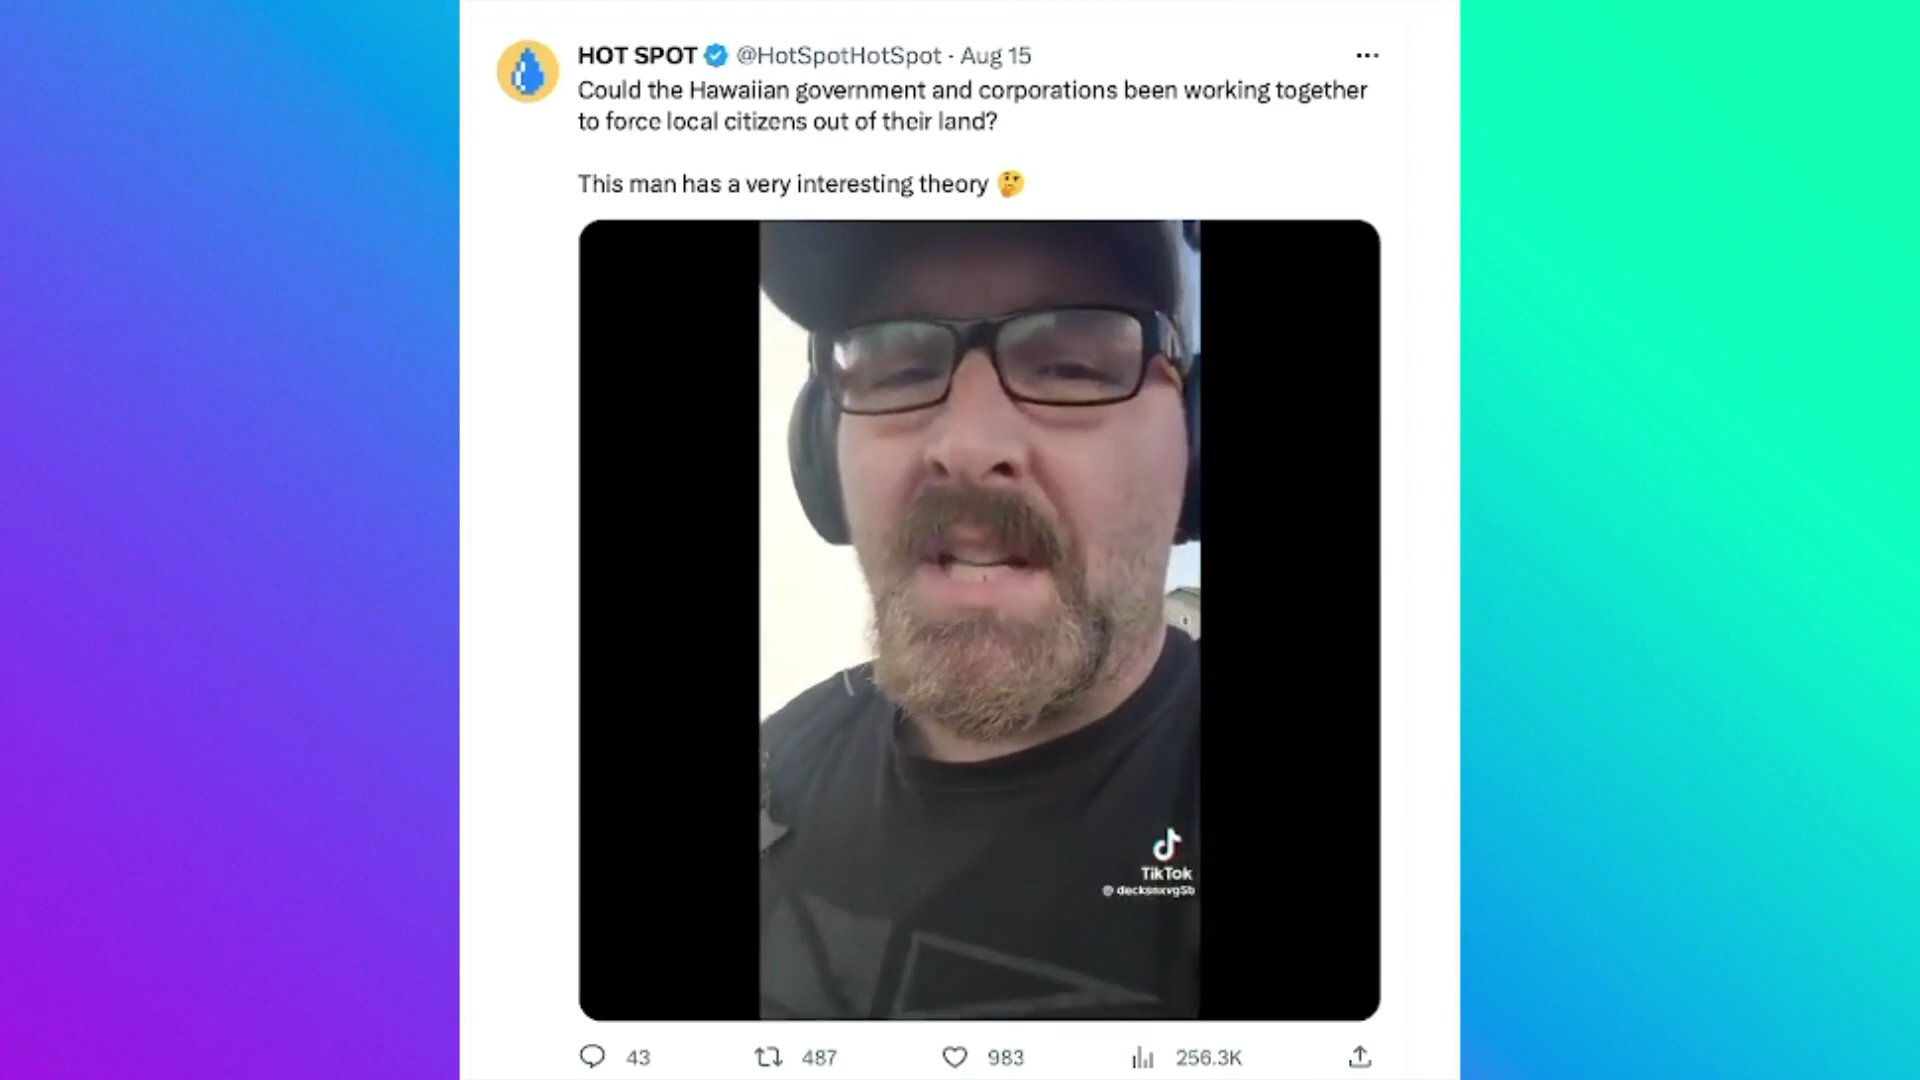 HOT SPOT @HotSpotHotSpot · Aug 15
Could the Hawaiian government and corporations been working together
to force local citizens out of their land?
This man has a very interesting theory 🤔
TikTok
@decksnxvg5b
43 487 983 256.3K